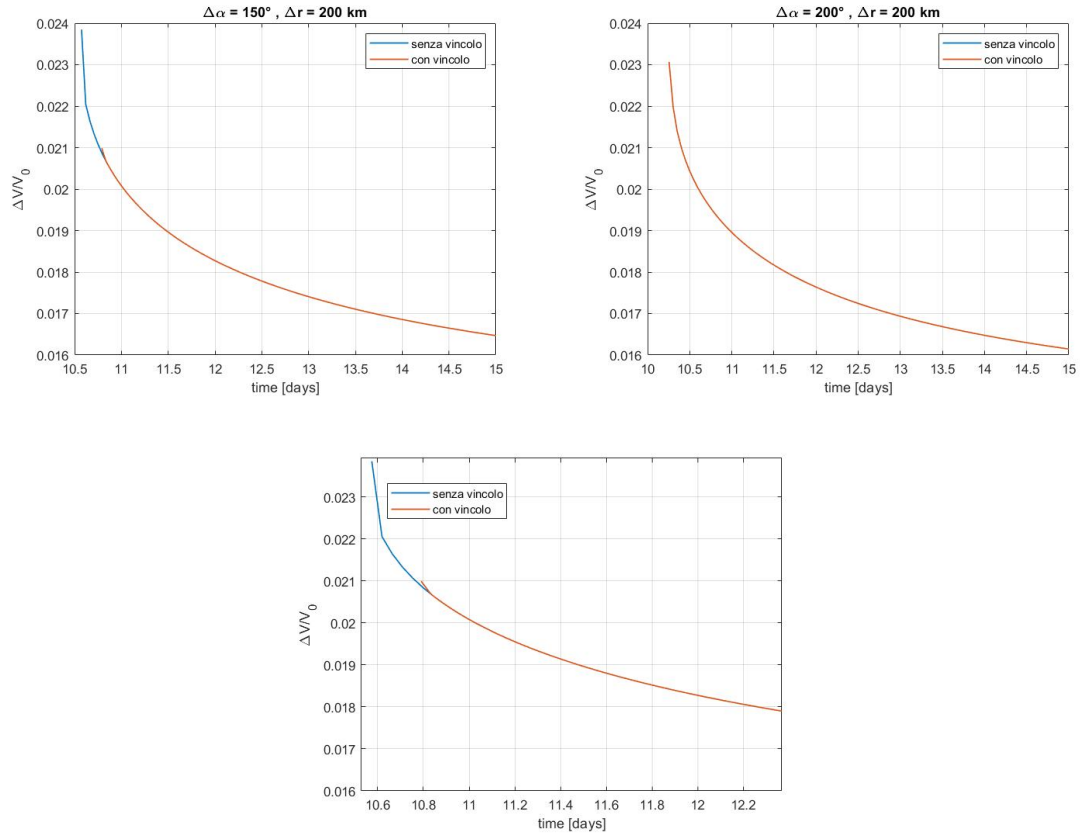 Δα = 150° , Δr = 200 km
0.024
0.023
0.022
0.021
0.02
0.019
0.018
0.017
0.016
ΔV/V0
senza vincolo
con vincolo
10.5 11 11.5 12 12.5 13 13.5 14 14.5 15
time [days]
Δα = 200° , Δr = 200 km
0.024
0.023
0.022
0.021
0.02
0.019
0.018
0.017
0.016
ΔV/V0
senza vincolo
con vincolo
10 10.5 11 11.5 12 12.5 13 13.5 14 14.5 15
time [days]
0.023
0.022
0.021
0.02
0.019
0.018
0.017
0.016
ΔV/V0
senza vincolo
con vincolo
10.6 10.8 11 11.2 11.4 11.6 11.8 12 12.2
time [days]